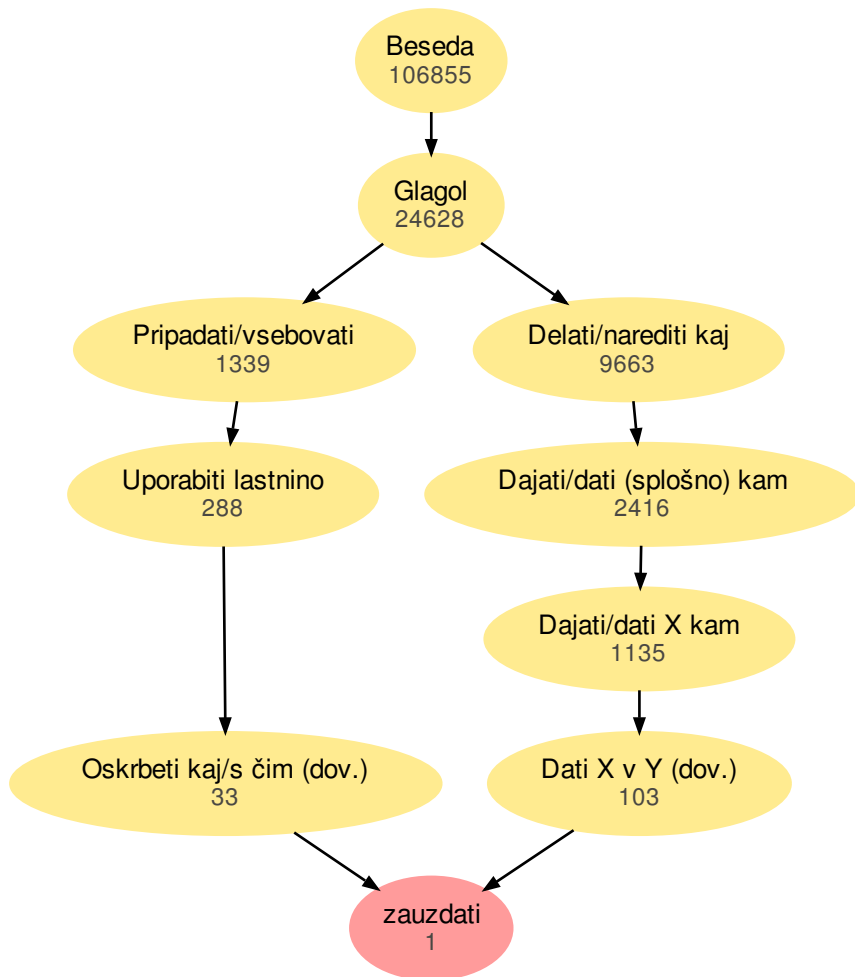 Beseda
106855
Glagol
24628
Pripadati/vsebovati
1339
Delati/narediti kaj
9663
Uporabiti lastnino
288
Dajati/dati (splošno) kam
2416
Dajati/dati X kam
1135
Oskrbeti kaj/s čim (dov.)
33
Dati X v Y (dov.)
103
zauzdati
1